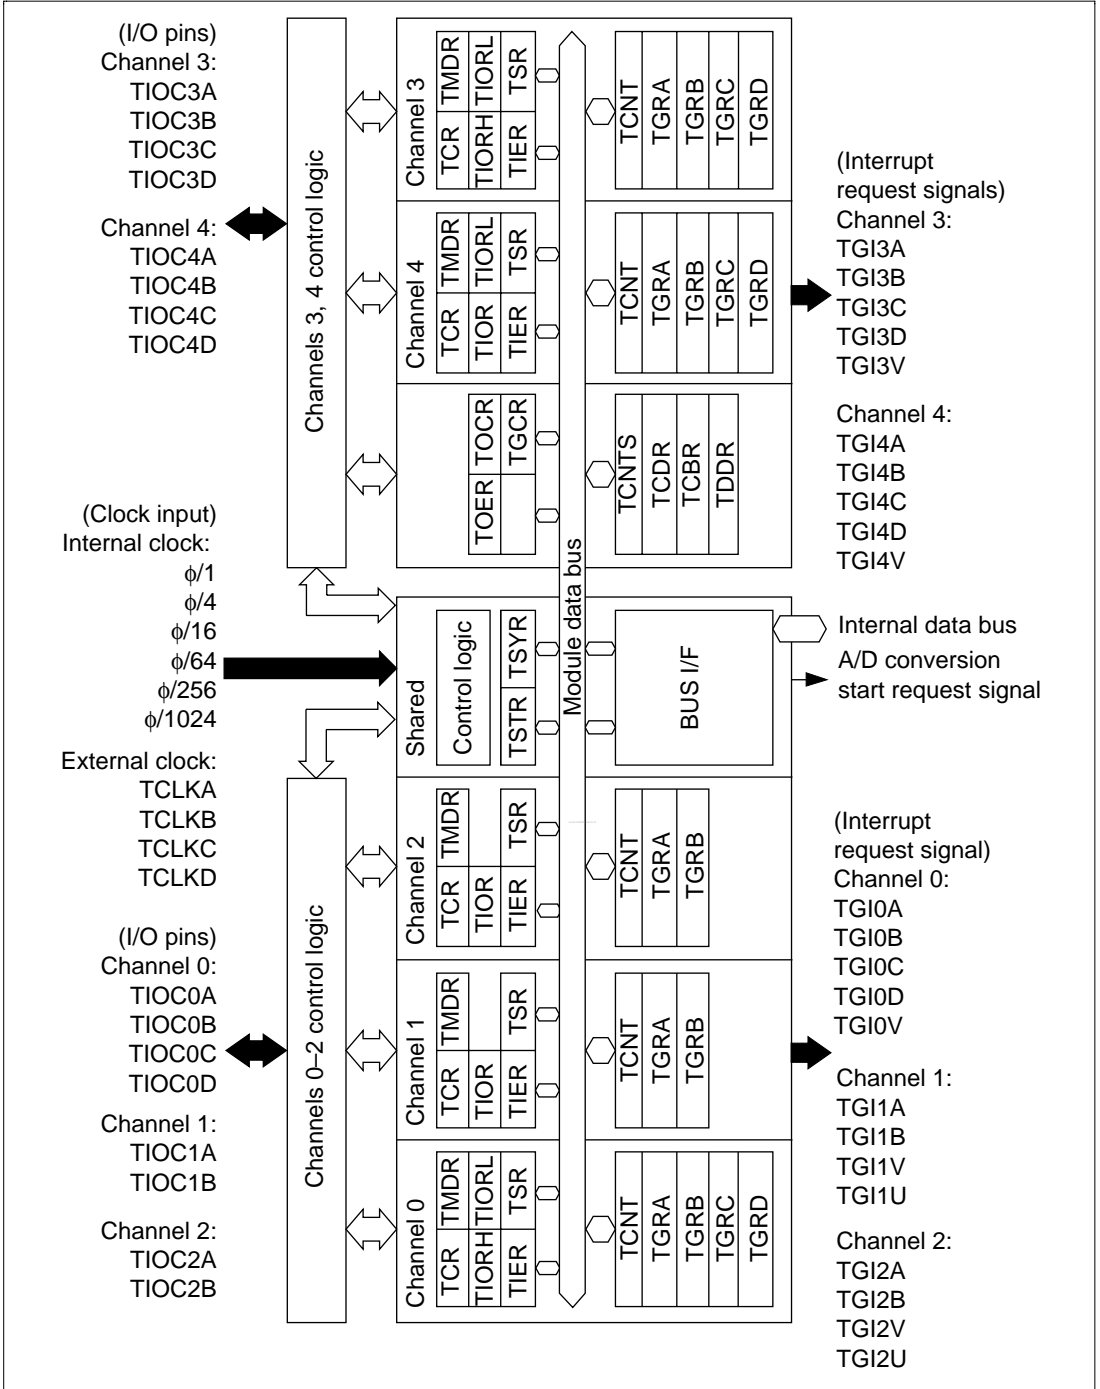 (I/O pins)
Channel 3:
TIOC3A
TIOC3B
TIOC3C
TIOC3D
Channel 4:
TIOC4A
TIOC4B
TIOC4C
TIOC4D
(Clock input)
Internal clock:
ϕ/1
ϕ/4
ϕ/16
ϕ/64
ϕ/256
ϕ/1024
External clock:
TCLKA
TCLKB
TCLKC
TCLKD
(I/O pins)
Channel 0:
TIOC0A
TIOC0B
TIOC0C
TIOC0D
Channel 1:
TIOC1A
TIOC1B
Channel 2:
TIOC2A
TIOC2B
Channels 3, 4 control logic
Channels 0–2 control logic
Channel 3
TCR TMDR
TIORH TIORL
TIER TSR
TCNT
TGRA
TGRB
TGRC
TGRD
Channel 4
TCR TMDR
TIOR TIORL
TIER TSR
TCNT
TGRA
TGRB
TGRC
TGRD
TOER TOCR
TGCR
TCNTS
TCDR
TCBR
TDDR
Module data bus
Shared
Control logic
TSTR TSYR
BUS I/F
Channel 2
TCR TMDR
TIOR
TIER TSR
TCNT
TGRA
TGRB
Channel 1
TCR TMDR
TIOR
TIER TSR
TCNT
TGRA
TGRB
Channel 0
TCR TMDR
TIORH TIORL
TIER TSR
TCNT
TGRA
TGRB
TGRC
TGRD
(Interrupt
request signals)
Channel 3:
TGI3A
TGI3B
TGI3C
TGI3D
TGI3V
Channel 4:
TGI4A
TGI4B
TGI4C
TGI4D
TGI4V
Internal data bus
A/D conversion
start request signal
(Interrupt
request signal)
Channel 0:
TGI0A
TGI0B
TGI0C
TGI0D
TGI0V
Channel 1:
TGI1A
TGI1B
TGI1V
TGI1U
Channel 2:
TGI2A
TGI2B
TGI2V
TGI2U